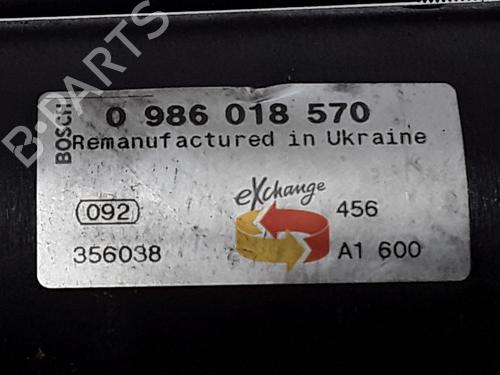 B-PARTS
BOSCH
0 986 018 570
Remanufactured in Ukraine
eXchange
092
456
356038
A1 600